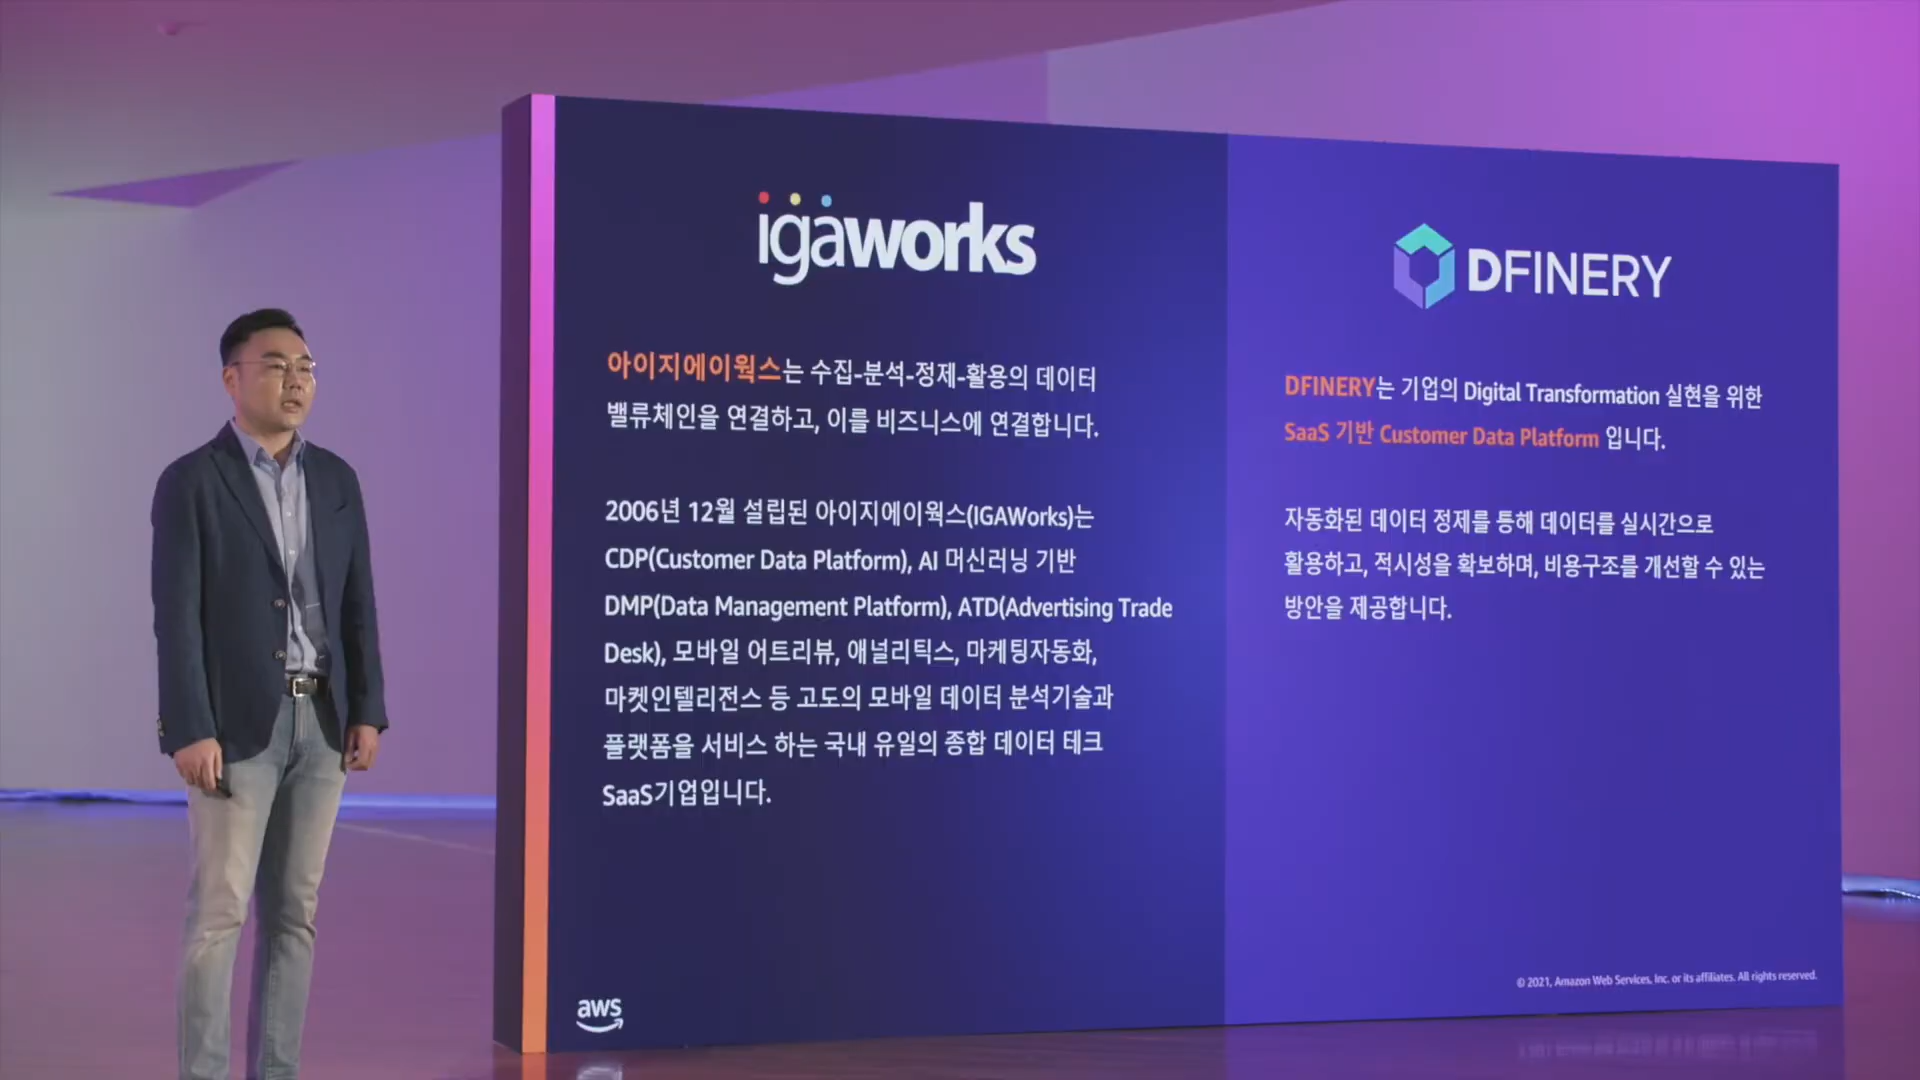 igaworks
아이지에이웍스는 수집-분석-정제-활용의 데이터
밸류체인을 연결하고, 이를 비즈니스에 연결합니다.
2006년 12월 설립된 아이지에이웍스(IGAWorks)는
CDP(Customer Data Platform), AI 머신러닝 기반
DMP(Data Management Platform), ATD(Advertising Trade
Desk), 모바일 어트리뷰, 애널리틱스, 마케팅자동화,
마켓인텔리전스 등 고도의 모바일 데이터 분석기술과
플랫폼을 서비스 하는 국내 유일의 종합 데이터 테크
SaaS기업입니다.
aws
DFINERY
DFINERY는 기업의 Digital Transformation 실현을 위한
SaaS 기반 Customer Data Platform 입니다.
자동화된 데이터 정제를 통해 데이터를 실시간으로
활용하고, 적시성을 확보하며, 비용구조를 개선할 수 있는
방안을 제공합니다.
© 2021, Amazon Web Services, Inc. or its affiliates. All rights reserved.